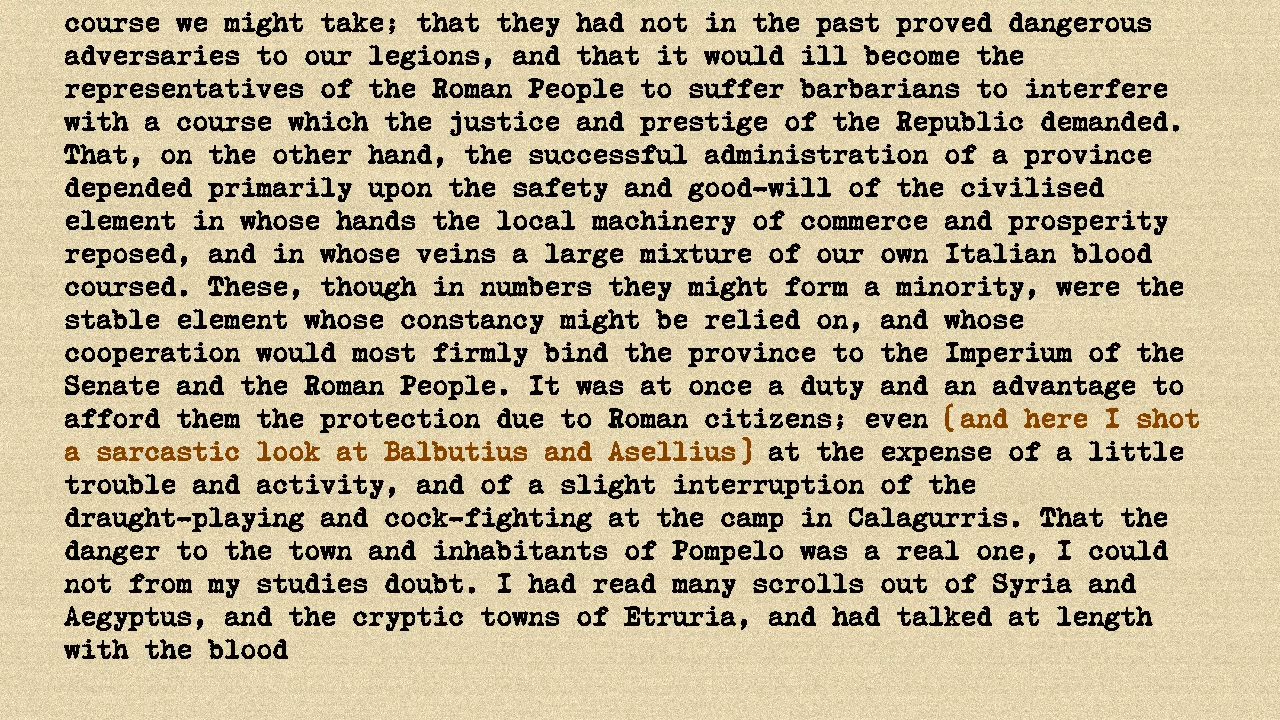 course we might take; that they had not in the past proved dangerous
adversaries to our legions, and that it would ill become the
representatives of the Roman People to suffer barbarians to interfere
with a course which the justice and prestige of the Republic demanded.
That, on the other hand, the successful administration of a province
depended primarily upon the safety and good-will of the civilised
element in whose hands the local machinery of commerce and prosperity
reposed, and in whose veins a large mixture of our own Italian blood
coursed. These, though in numbers they might form a minority, were the
stable element whose constancy might be relied on, and whose
cooperation would most firmly bind the province to the Imperium of the
Senate and the Roman People. It was at once a duty and an advantage to
afford them the protection due to Roman citizens; even (and here I shot
a sarcastic look at Balbutius and Asellius) at the expense of a little
trouble and activity, and of a slight interruption of the
draught-playing and cock-fighting at the camp in Calagurris. That the
danger to the town and inhabitants of Pompelo was a real one, I could
not from my studies doubt. I had read many scrolls out of Syria and
Aegyptus, and the cryptic towns of Etruria, and had talked at length
with the blood